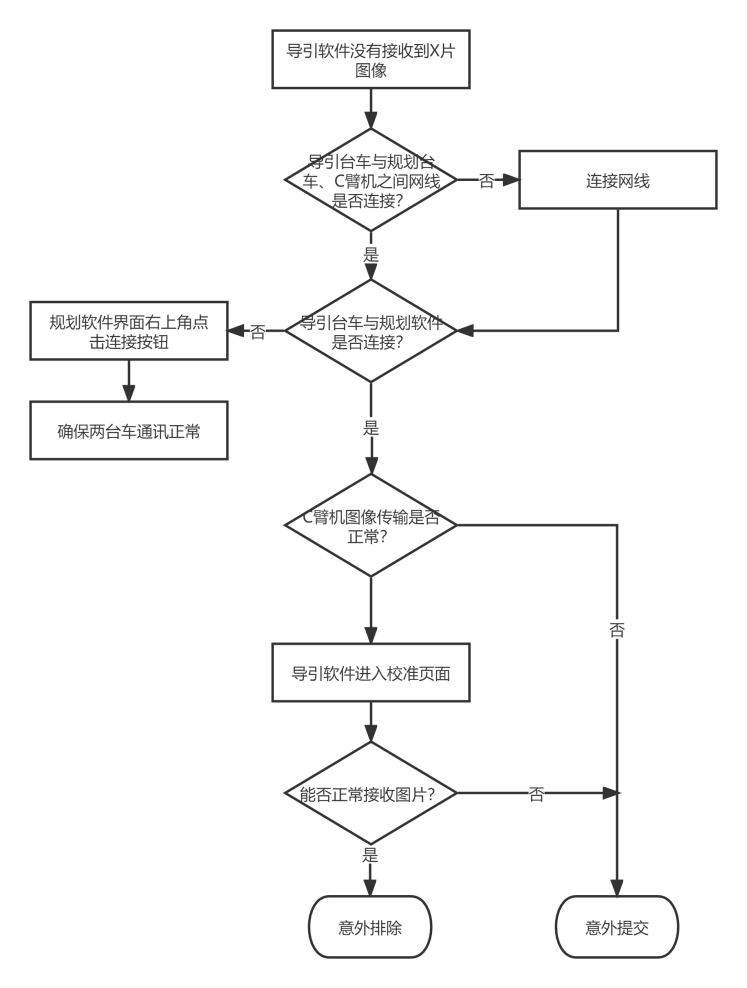 导引软件没有接收到X片
图像
导引台车与规划台
车、C臂机之间网线
是否连接?
否
连接网线
是
规划软件界面右上角点
击连接按钮
否
导引台车与规划软件
是否连接?
确保两台车通讯正常
是
C臂机图像传输是否
正常?
否
导引软件进入校准页面
能否正常接收图片?
否
是
意外排除
意外提交